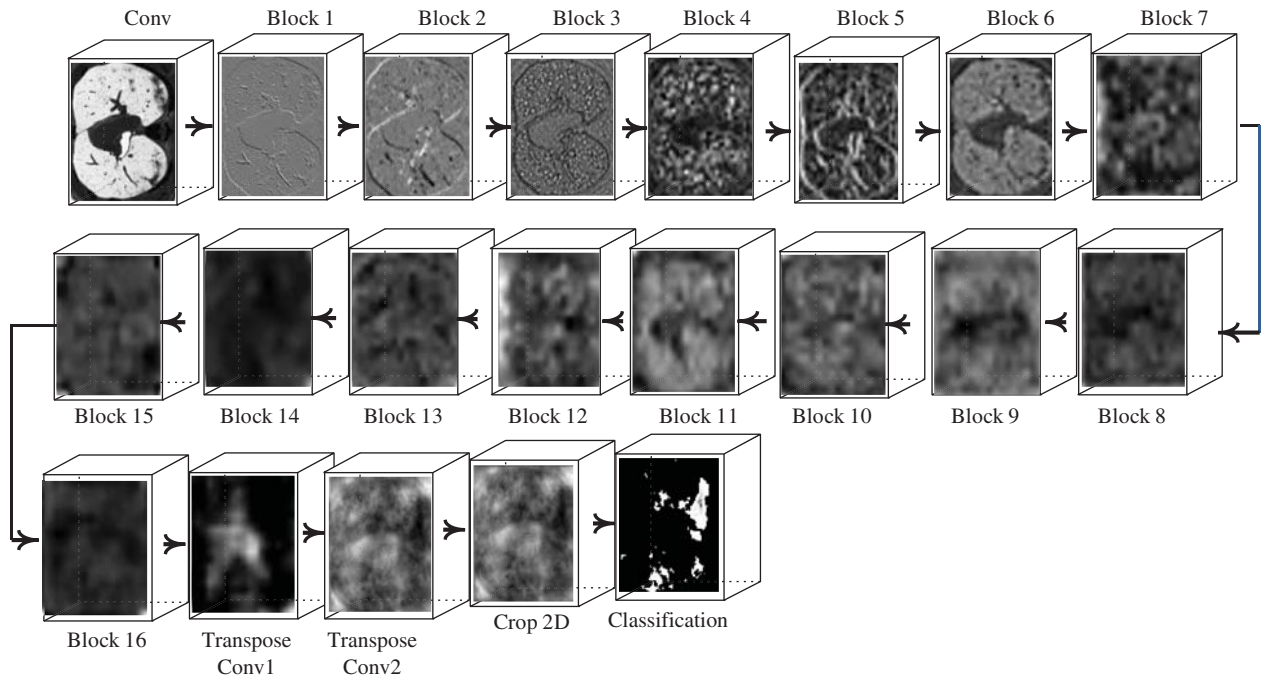 Conv
Block 1
Block 2
Block 3
Block 4
Block 5
Block 6
Block 7
Block 15
Block 14
Block 13
Block 12
Block 11
Block 10
Block 9
Block 8
Block 16
Transpose
Conv1
Transpose
Conv2
Crop 2D
Classification